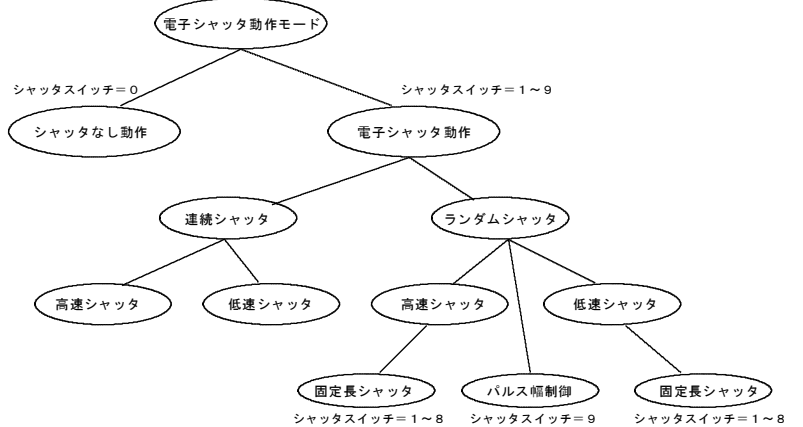 電子シャッタ動作モード
シャッタスイッチ=0
シャッタスイッチ=1~9
シャッタなし動作
電子シャッタ動作
連続シャッタ
ランダムシャッタ
高速シャッタ
低速シャッタ
高速シャッタ
低速シャッタ
固定長シャッタ
パルス幅制御
固定長シャッタ
シャッタスイッチ=1~8
シャッタスイッチ=9
シャッタスイッチ=1~8